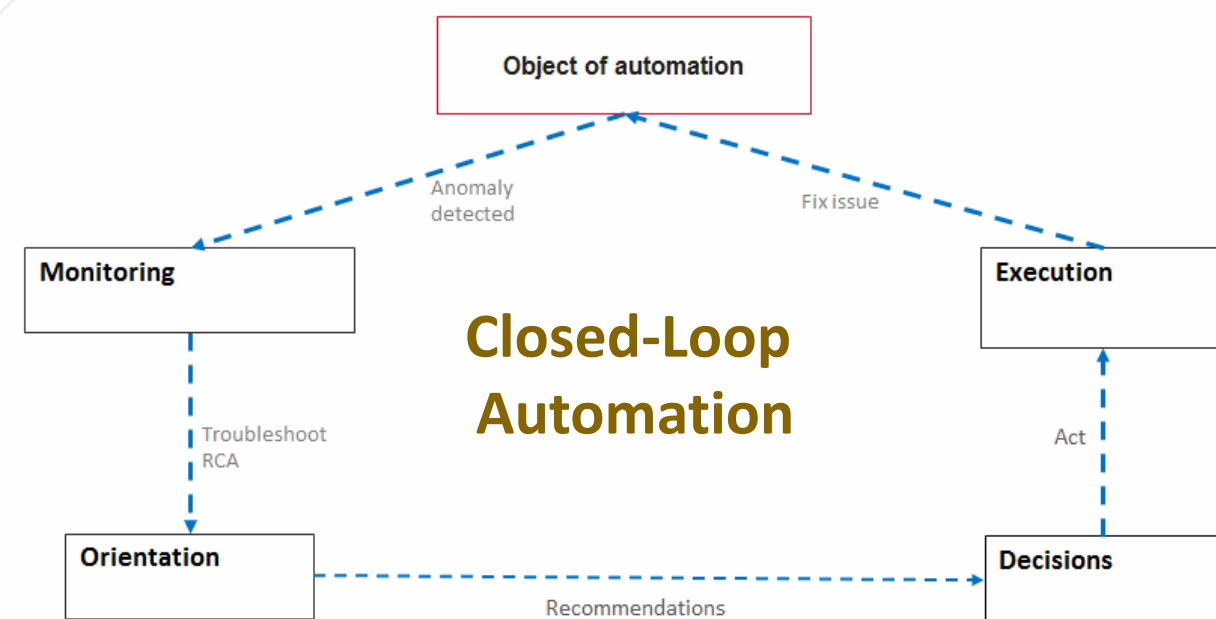 Object of automation
Anomaly
detected
Fix issue
Monitoring
Execution
Closed-Loop
Automation
Troubleshoot
RCA
Act
Orientation
Decisions
Recommendations